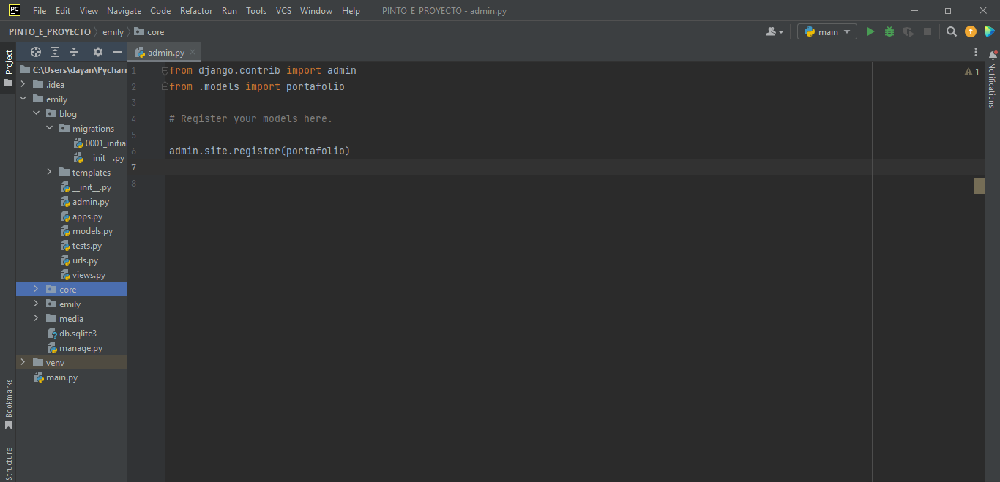 PC File Edit View Navigate Code Refactor Run Tools VCS Window Help PINTO_E_PROYECTO - admin.py
PINTO_E_PROYECTO emily core main
Project
admin.py
C:\Users\dayan\Pychar
.idea
emily
blog
migrations
0001_initia
__init__.py
templates
__init__.py
admin.py
apps.py
models.py
tests.py
urls.py
views.py
core
emily
media
db.sqlite3
manage.py
venv
main.py
Bookmarks
Structure
1 from django.contrib import admin
2 from .models import portafolio
3
4 # Register your models here.
5
6 admin.site.register(portafolio)
7
8
1
Notifications